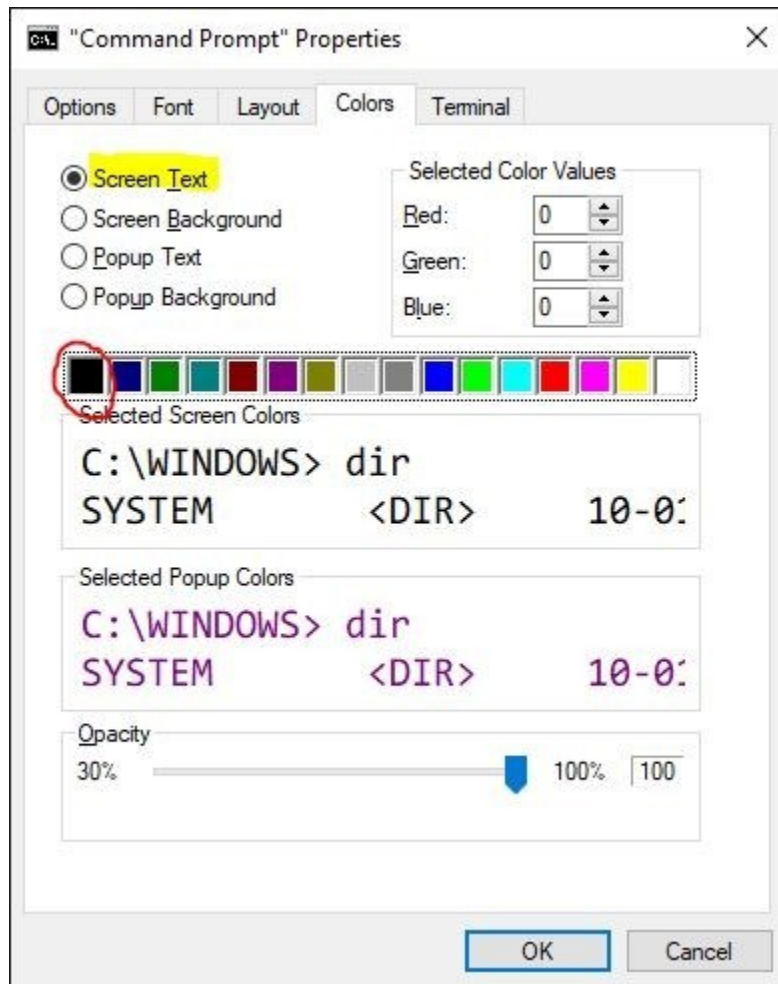 "Command Prompt" Properties
Options Font Layout Colors Terminal
Screen Text
Screen Background
Popup Text
Popup Background
Selected Color Values
Red: 0
Green: 0
Blue: 0
Selected Screen Colors
C:\WINDOWS> dir
SYSTEM <DIR> 10-0
Selected Popup Colors
C:\WINDOWS> dir
SYSTEM <DIR> 10-0
Opacity
30% 100% 100
OK Cancel